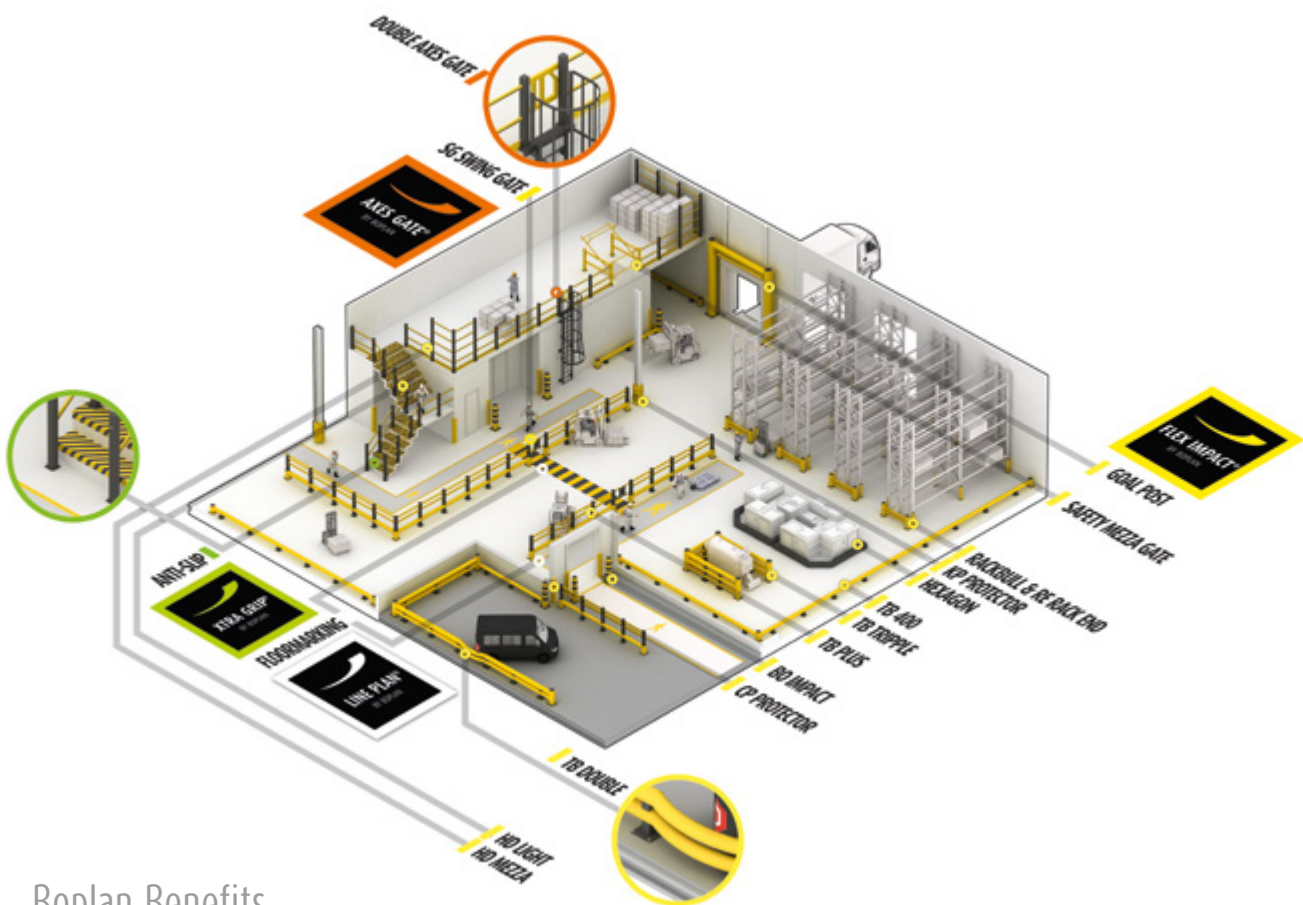 DOUBLE AXES GATE
SG SWING GATE
AXES GATE®
BY BOPLAN
FLEX IMPACT®
BY BOPLAN
GOAL POST
SAFETY MEZZA GATE
RACKBULL & RE RACK END
KP PROTECTOR
HEXAGON
TB 400
TB TRIPPLE
TB PLUS
BO IMPACT
CP PROTECTOR
ANTI-SLIP
XTRA GRIP®
BY BOPLAN
FLOORMARKING
LINE PLAN®
BY BOPLAN
TB DOUBLE
HD LIGHT
HD MEZZA
Boplan Benefits